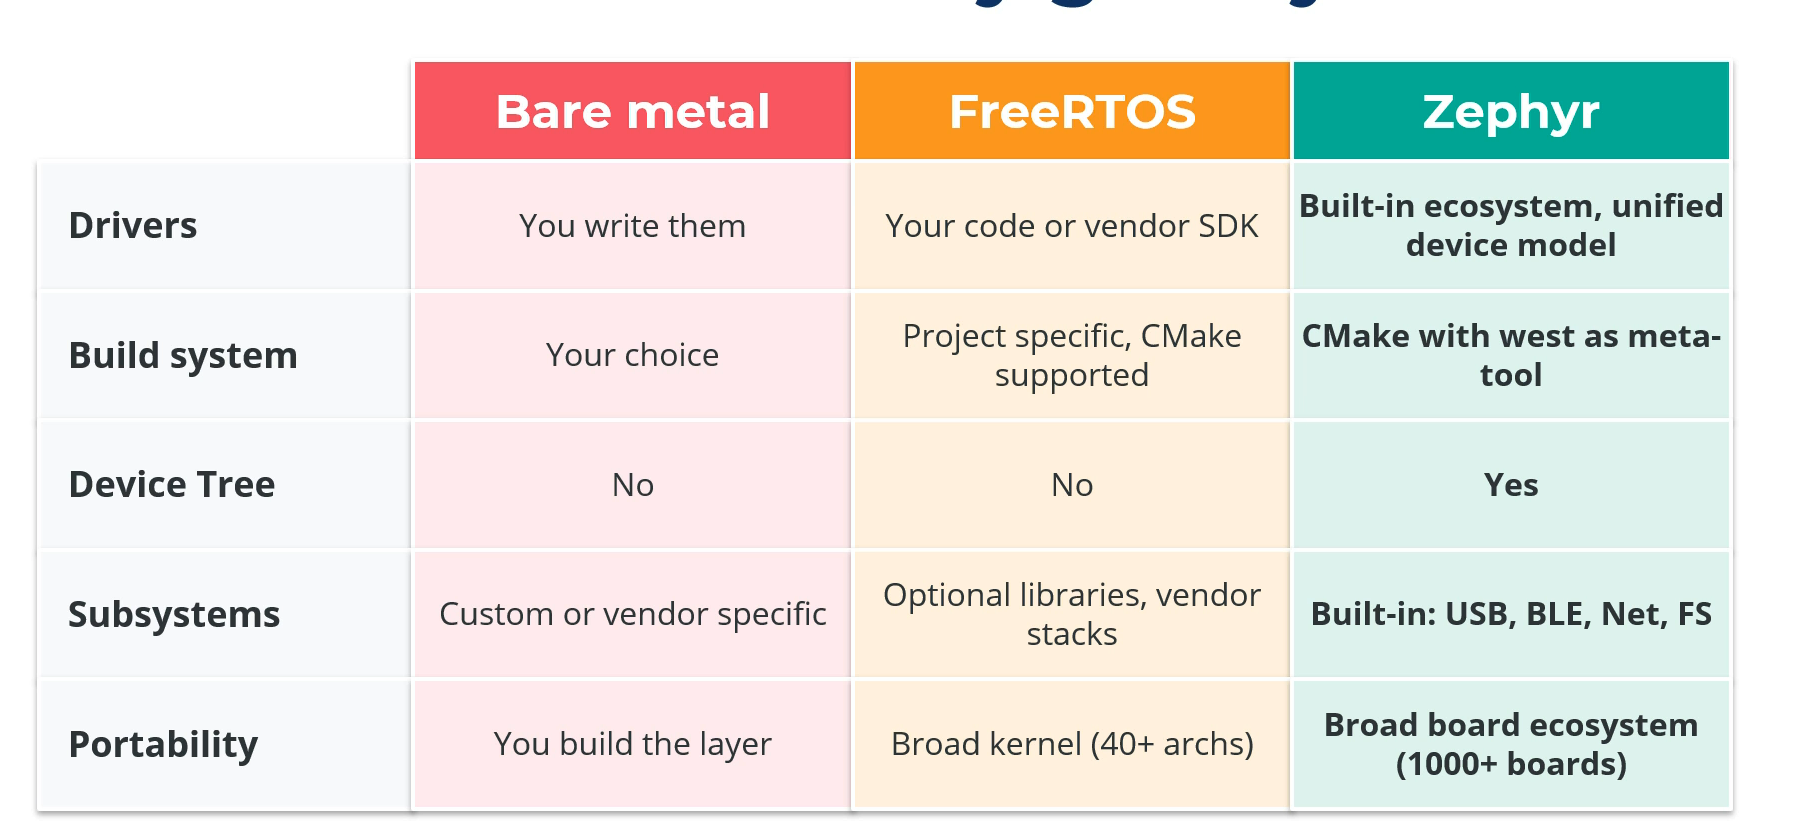 Bare metal
FreeRTOS
Zephyr
Drivers
You write them
Your code or vendor SDK
Built-in ecosystem, unified
device model
Build system
Your choice
Project specific, CMake
supported
CMake with west as meta-
tool
Device Tree
No
No
Yes
Subsystems
Custom or vendor specific
Optional libraries, vendor
stacks
Built-in: USB, BLE, Net, FS
Portability
You build the layer
Broad kernel (40+ archs)
Broad board ecosystem
(1000+ boards)